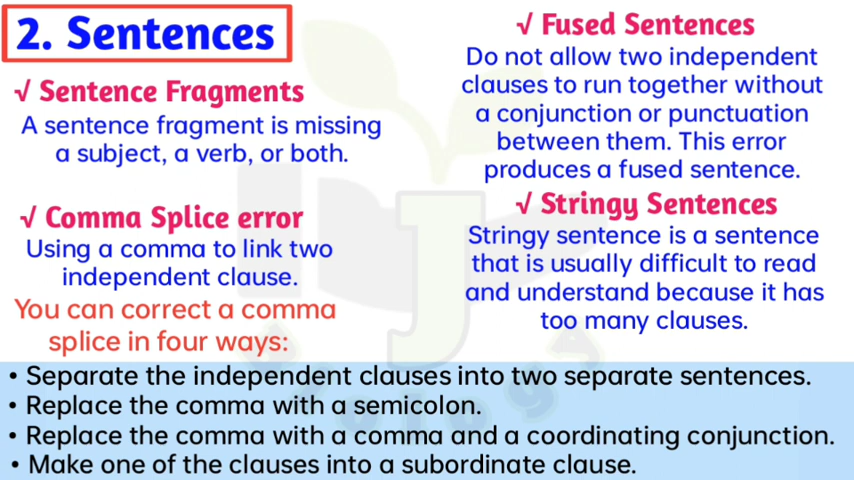 2. Sentences
√ Sentence Fragments
A sentence fragment is missing
a subject, a verb, or both.
√ Comma Splice error
Using a comma to link two
independent clause.
You can correct a comma
splice in four ways:
√ Fused Sentences
Do not allow two independent
clauses to run together without
a conjunction or punctuation
between them. This error
produces a fused sentence.
√ Stringy Sentences
Stringy sentence is a sentence
that is usually difficult to read
and understand because it has
too many clauses.
• Separate the independent clauses into two separate sentences.
• Replace the comma with a semicolon.
• Replace the comma with a comma and a coordinating conjunction.
• Make one of the clauses into a subordinate clause.